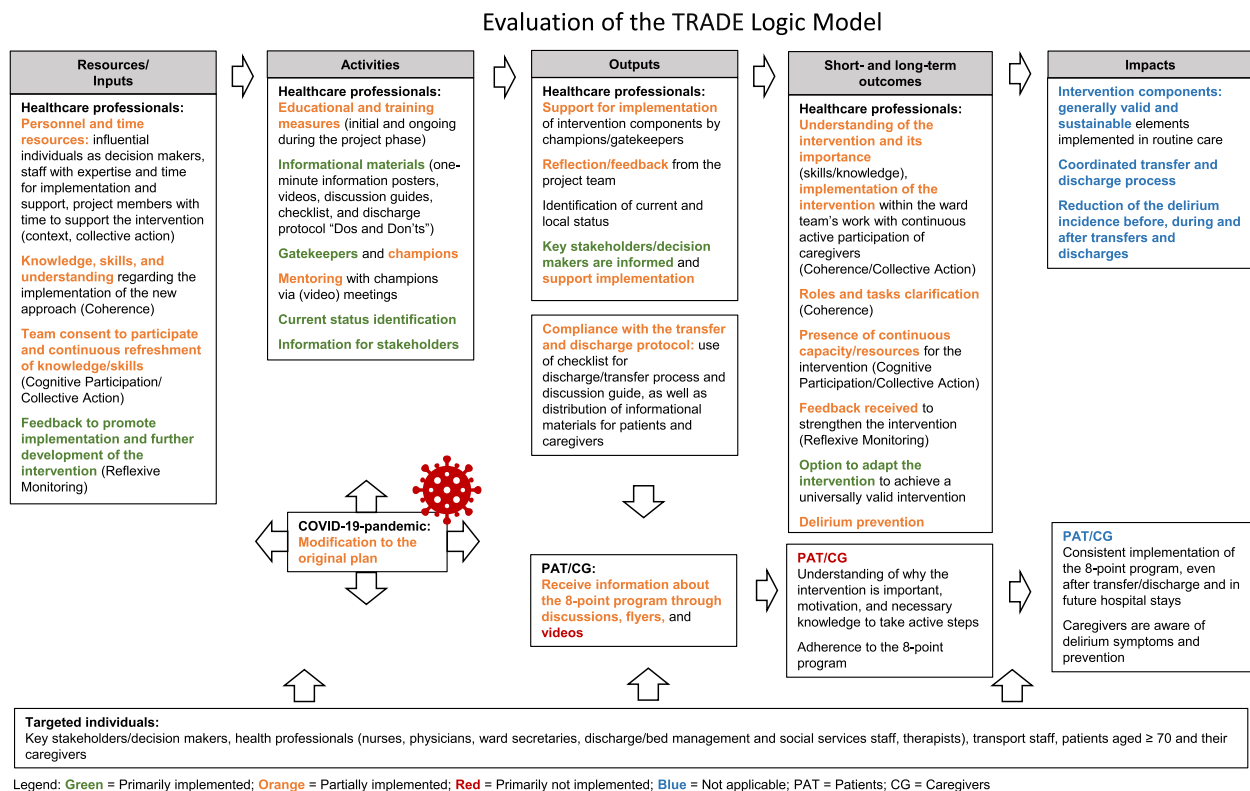 Evaluation of the TRADE Logic Model
Resources/
Inputs
Healthcare professionals:
Personnel and time
resources: influential
individuals as decision makers,
staff with expertise and time
for implementation and
support, project members with
time to support the intervention
(context, collective action)
Knowledge, skills, and
understanding regarding the
implementation of the new
approach (Coherence)
Team consent to participate
and continuous refreshment
of knowledge/skills
(Cognitive Participation/
Collective Action)
Feedback to promote
implementation and further
development of the
intervention (Reflexive
Monitoring)
Activities
Healthcare professionals:
Educational and training
measures (initial and ongoing
during the project phase)
Informational materials (one-
minute information posters,
videos, discussion guides,
checklist, and discharge
protocol “Dos and Don’ts”)
Gatekeepers and champions
Mentoring with champions
via (video) meetings
Current status identification
Information for stakeholders
COVID-19-pandemic:
Modification to the
original plan
Outputs
Healthcare professionals:
Support for implementation
of intervention components by
champions/gatekeepers
Reflection/feedback from the
project team
Identification of current and
local status
Key stakeholders/decision
makers are informed and
support implementation
Compliance with the transfer
and discharge protocol: use
of checklist for
discharge/transfer process and
discussion guide, as well as
distribution of informational
materials for patients and
caregivers
PAT/CG:
Receive information about
the 8-point program through
discussions, flyers, and
videos
Short- and long-term
outcomes
Healthcare professionals:
Understanding of the
intervention and its
importance
(skills/knowledge),
implementation of the
intervention within the ward
team’s work with continuous
active participation of
caregivers
(Coherence/Collective Action)
Roles and tasks clarification
(Coherence)
Presence of continuous
capacity/resources for the
intervention (Cognitive
Participation/Collective Action)
Feedback received to
strengthen the intervention
(Reflexive Monitoring)
Option to adapt the
intervention to achieve a
universally valid intervention
Delirium prevention
PAT/CG
Understanding of why the
intervention is important,
motivation, and necessary
knowledge to take active steps
Adherence to the 8-point
program
Impacts
Intervention components:
generally valid and
sustainable elements
implemented in routine care
Coordinated transfer and
discharge process
Reduction of the delirium
incidence before, during and
after transfers and
discharges
PAT/CG
Consistent implementation of
the 8-point program, even
after transfer/discharge and in
future hospital stays
Caregivers are aware of
delirium symptoms and
prevention
Targeted individuals:
Key stakeholders/decision makers, health professionals (nurses, physicians, ward secretaries, discharge/bed management and social services staff, therapists), transport staff, patients aged ≥ 70 and their
caregivers
Legend: Green = Primarily implemented; Orange = Partially implemented; Red = Primarily not implemented; Blue = Not applicable; PAT = Patients; CG = Caregivers